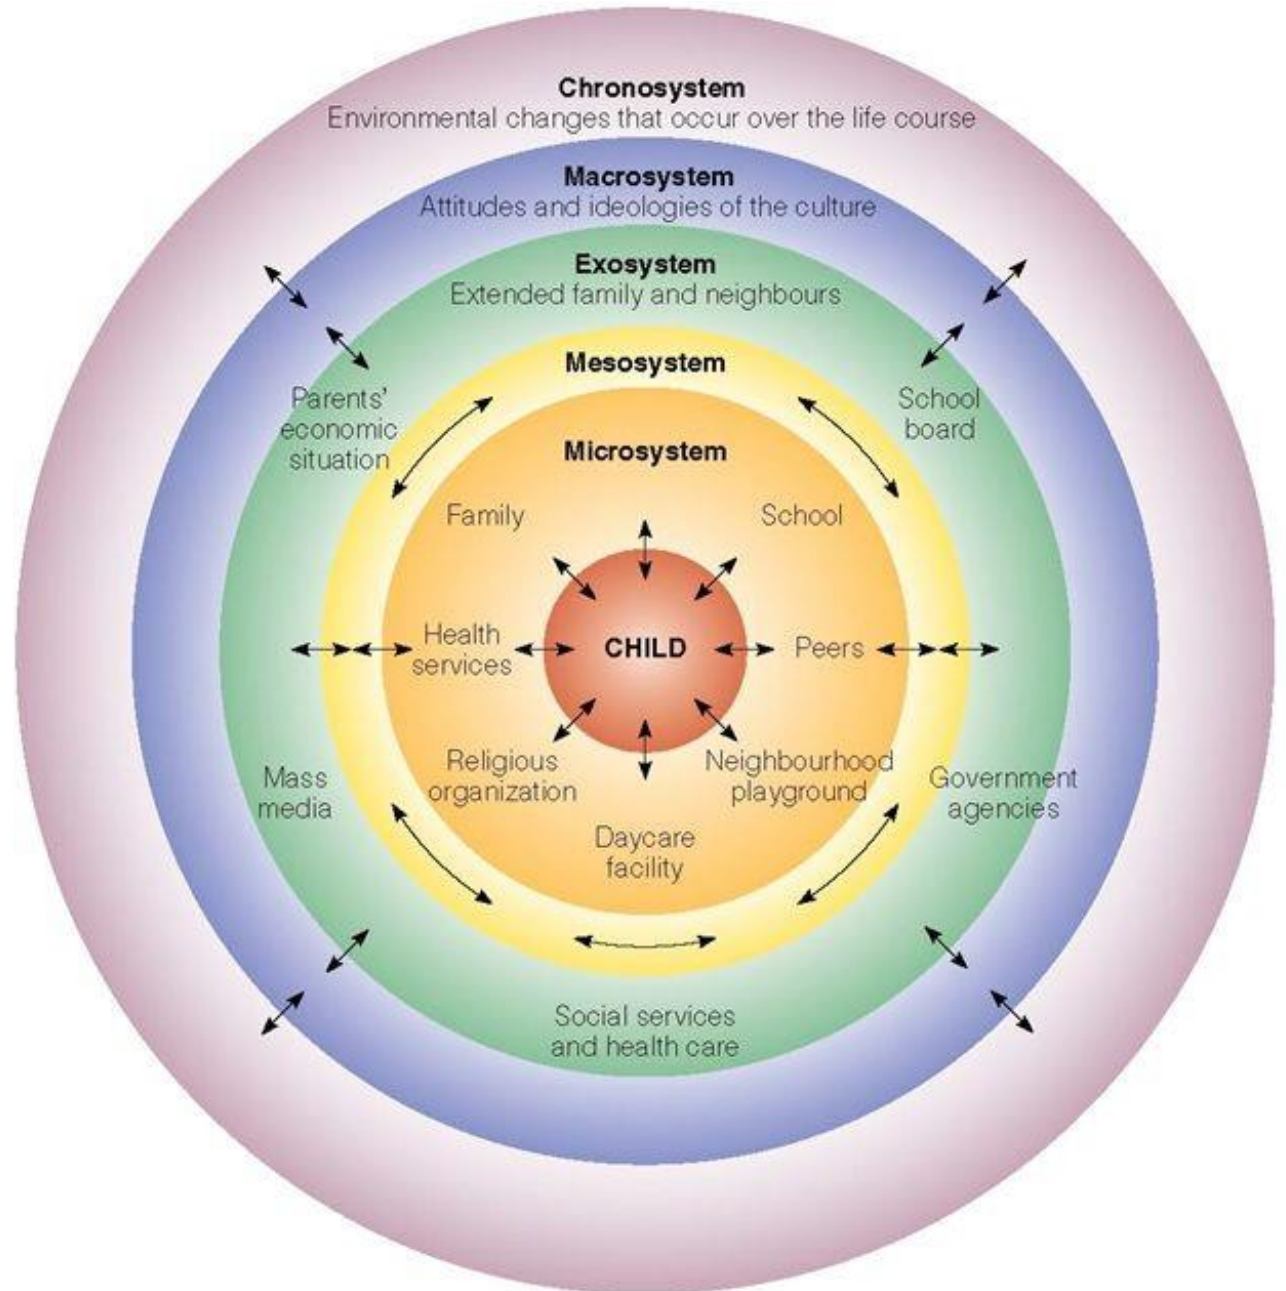 Chronosystem
Environmental changes that occur over the life course
Macrosystem
Attitudes and ideologies of the culture
Exosystem
Extended family and neighbours
Mesosystem
Parents'
economic
situation
School
board
Microsystem
Family
School
Health
services
CHILD
Peers
Religious
organization
Neighbourhood
playground
Mass
media
Government
agencies
Daycare
facility
Social services
and health care